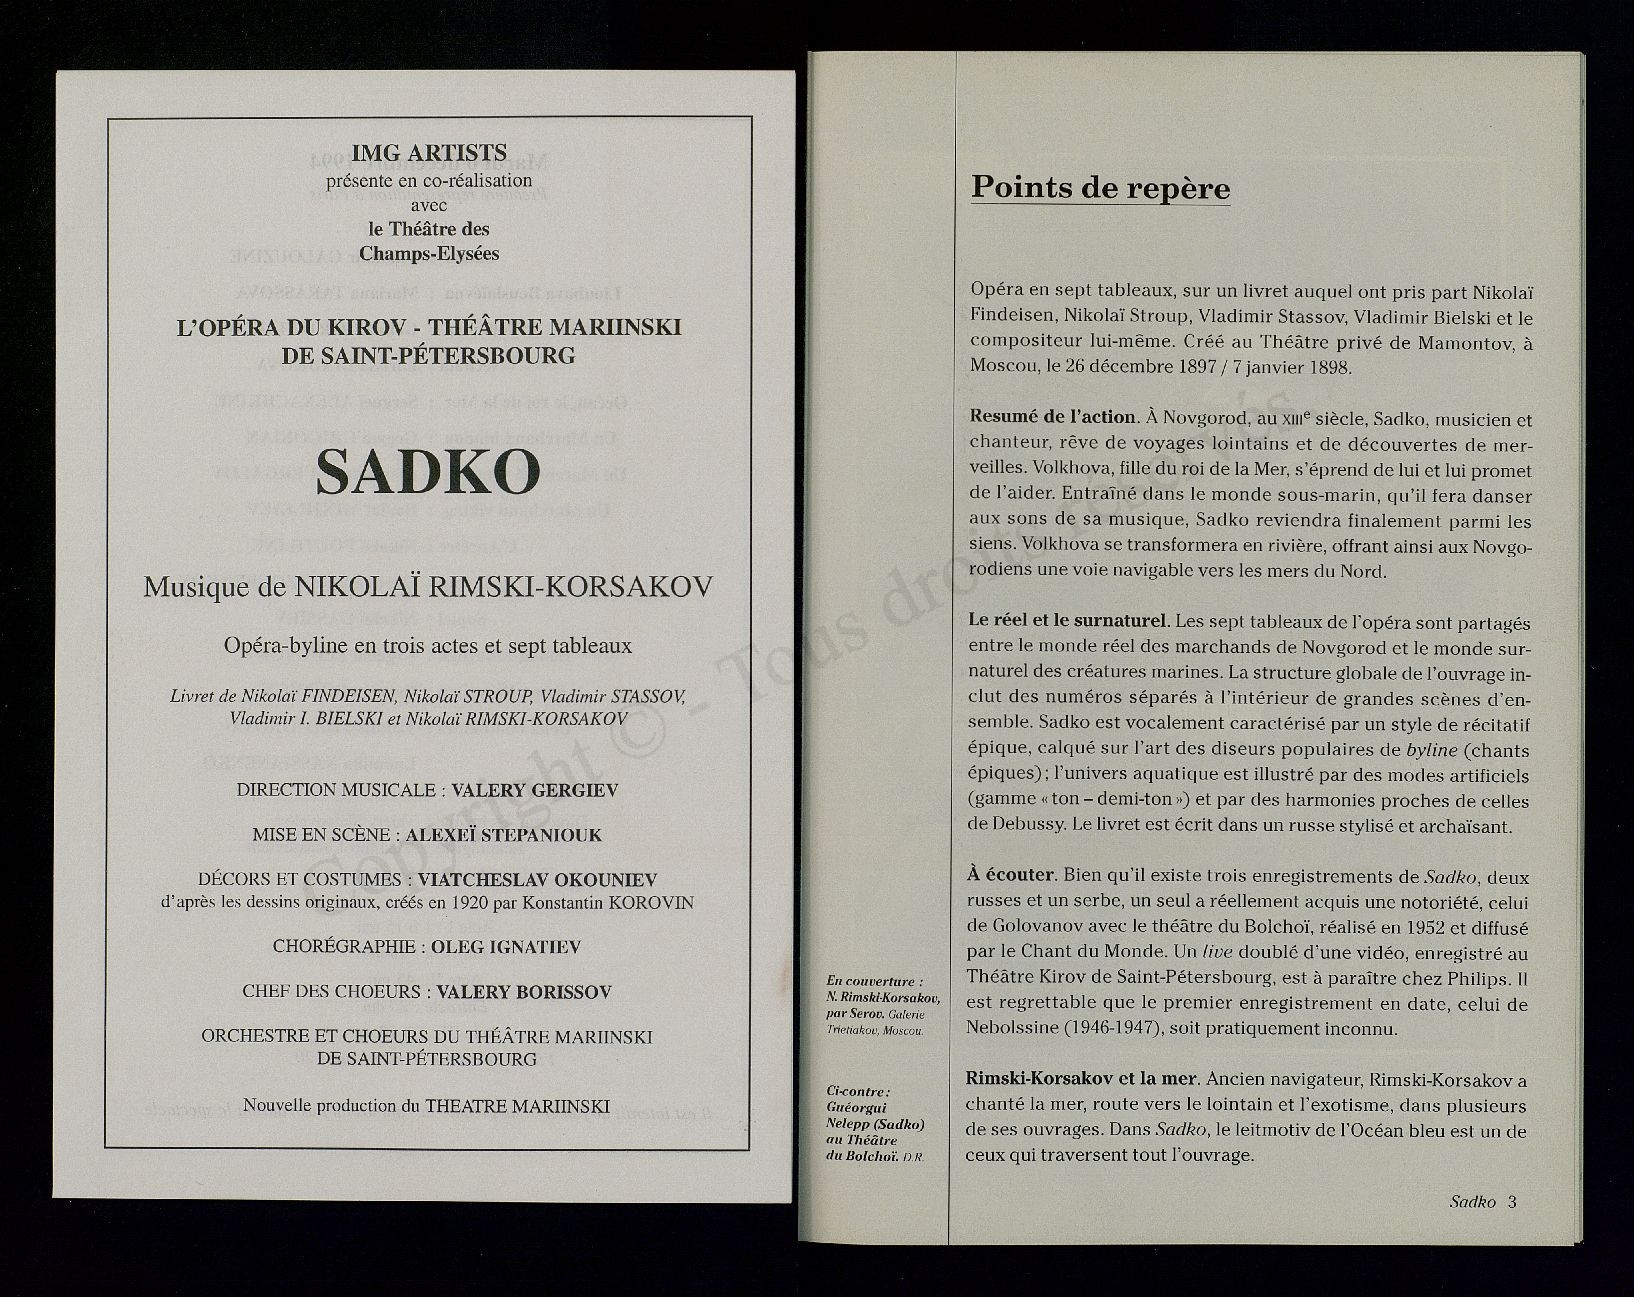 IMG ARTISTS
présente en co-réalisation
avec
le Théâtre des
Champs-Elysées
L'OPÉRA DU KIROV - THÉÂTRE MARIINSKI
DE SAINT-PÉTERSBOURG
SADKO
Musique de NIKOLAÏ RIMSKI-KORSAKOV
Opéra-byline en trois actes et sept tableaux
Livret de Nikolaï FINDEISEN, Nikolaï STROUP, Vladimir STASSOV,
Vladimir I. BIELSKI et Nikolaï RIMSKI-KORSAKOV
DIRECTION MUSICALE : VALERY GERGIEV
MISE EN SCÈNE : ALEXEÏ STEPANIOUK
DÉCORS ET COSTUMES : VIATCHESLAV OKOUNIEV
d'après les dessins originaux, créés en 1920 par Konstantin KOROVIN
CHORÉGRAPHIE : OLEG IGNATIEV
CHEF DES CHOEURS : VALERY BORISSOV
ORCHESTRE ET CHOEURS DU THÉÂTRE MARIINSKI
DE SAINT-PÉTERSBOURG
Nouvelle production du THEATRE MARIINSKI
Copyright © - Tous droits réservés
Points de repère
Opéra en sept tableaux, sur un livret auquel ont pris part Nikolaï
Findeisen, Nikolaï Stroup, Vladimir Stassov, Vladimir Bielski et le
compositeur lui-même. Créé au Théâtre privé de Mamontov, à
Moscou, le 26 décembre 1897 / 7 janvier 1898.
Resumé de l'action. À Novgorod, au XIIIe siècle, Sadko, musicien et
chanteur, rêve de voyages lointains et de découvertes de mer-
veilles. Volkhova, fille du roi de la Mer, s'éprend de lui et lui promet
de l'aider. Entraîné dans le monde sous-marin, qu'il fera danser
aux sons de sa musique, Sadko reviendra finalement parmi les
siens. Volkhova se transformera en rivière, offrant ainsi aux Novgo-
rodiens une voie navigable vers les mers du Nord.
Le réel et le surnaturel. Les sept tableaux de l'opéra sont partagés
entre le monde réel des marchands de Novgorod et le monde sur-
naturel des créatures marines. La structure globale de l'ouvrage in-
clut des numéros séparés à l'intérieur de grandes scènes d'en-
semble. Sadko est vocalement caractérisé par un style de récitatif
épique, calqué sur l'art des diseurs populaires de byline (chants
épiques) ; l'univers aquatique est illustré par des modes artificiels
(gamme « ton – demi-ton ») et par des harmonies proches de celles
de Debussy. Le livret est écrit dans un russe stylisé et archaïsant.
À écouter. Bien qu'il existe trois enregistrements de Sadko, deux
russes et un serbe, un seul a réellement acquis une notoriété, celui
de Golovanov avec le théâtre du Bolchoï, réalisé en 1952 et diffusé
par le Chant du Monde. Un live doublé d'une vidéo, enregistré au
Théâtre Kirov de Saint-Pétersbourg, est à paraître chez Philips. Il
est regrettable que le premier enregistrement en date, celui de
Nebolssine (1946-1947), soit pratiquement inconnu.
Rimski-Korsakov et la mer. Ancien navigateur, Rimski-Korsakov a
chanté la mer, route vers le lointain et l'exotisme, dans plusieurs
de ses ouvrages. Dans Sadko, le leitmotiv de l'Océan bleu est un de
ceux qui traversent tout l'ouvrage.
En couverture :
N. Rimski-Korsakov,
par Serov. Galerie
Trietiakov, Moscou.
Ci-contre :
Guéorgui
Nelepp (Sadko)
au Théâtre
du Bolchoï. D.R.
Sadko 3